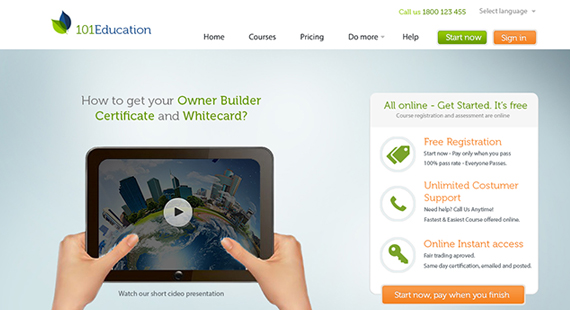 Call us 1800 123 455 Select language
101Education
Home Courses Pricing Do more Help Start now Sign in
How to get your Owner Builder
Certificate and Whitecard?
Watch our short cideo presentation
All online - Get Started. It's free
Course registration and assessment are online
Free Registration
Start now - Pay only when you pass
100% pass rate - Everyone Passes.
Unlimited Costumer
Support
Need help? Call Us Anytime!
Fastest & Easiest Course offered online.
Online Instant access
Fair trading aproved.
Same day certification, emailed and posted.
Start now, pay when you finish